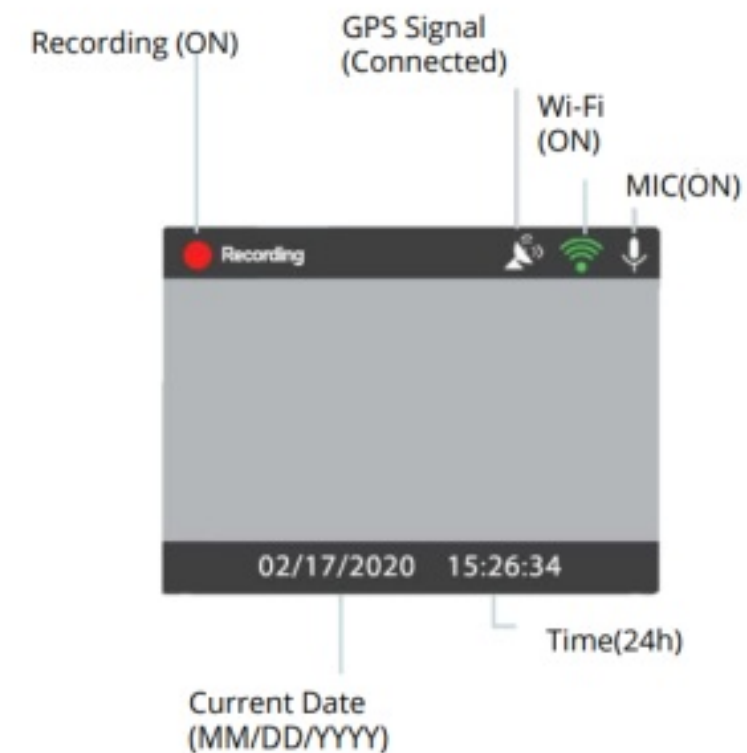 Recording (ON)
GPS Signal
(Connected)
Wi-Fi
(ON)
MIC(ON)
Recording
02/17/2020 15:26:34
Time(24h)
Current Date
(MM/DD/YYYY)